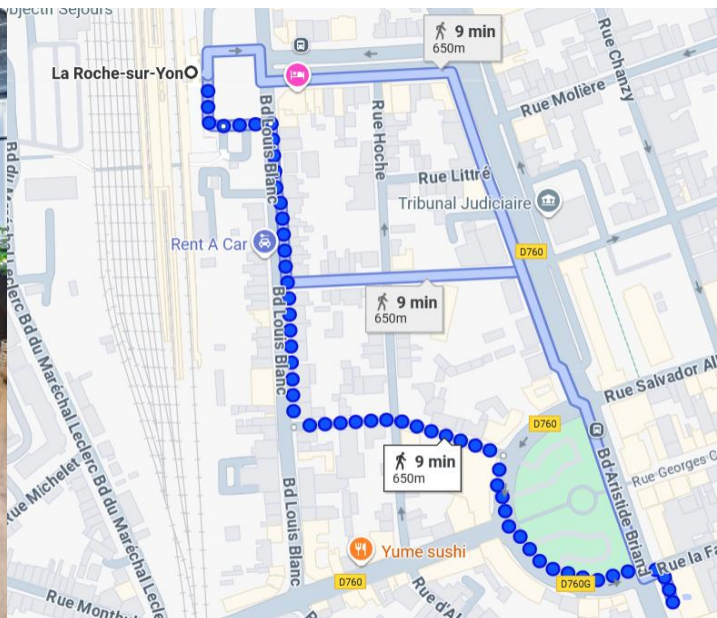 Objectif Séjours
9 min
650m
La Roche-sur-Yon
Rue Chanzy
Rue Molière
Bd Louis Blanc
Rue Hoche
Rue Littré
Tribunal Judiciaire
Rent A Car
D760
9 min
650m
Bd Louis Blanc
Leclerc Bd du Maréchal Leclerc Bd du Maréchal Lecle
Rue Salvador All
D760
Bd Aristide Briand
9 min
650m
Rue Georges C
Rue Michelet
Bd Louis Blanc
Yume sushi
Rue la Fa
D760
D760G
Rue d'Al